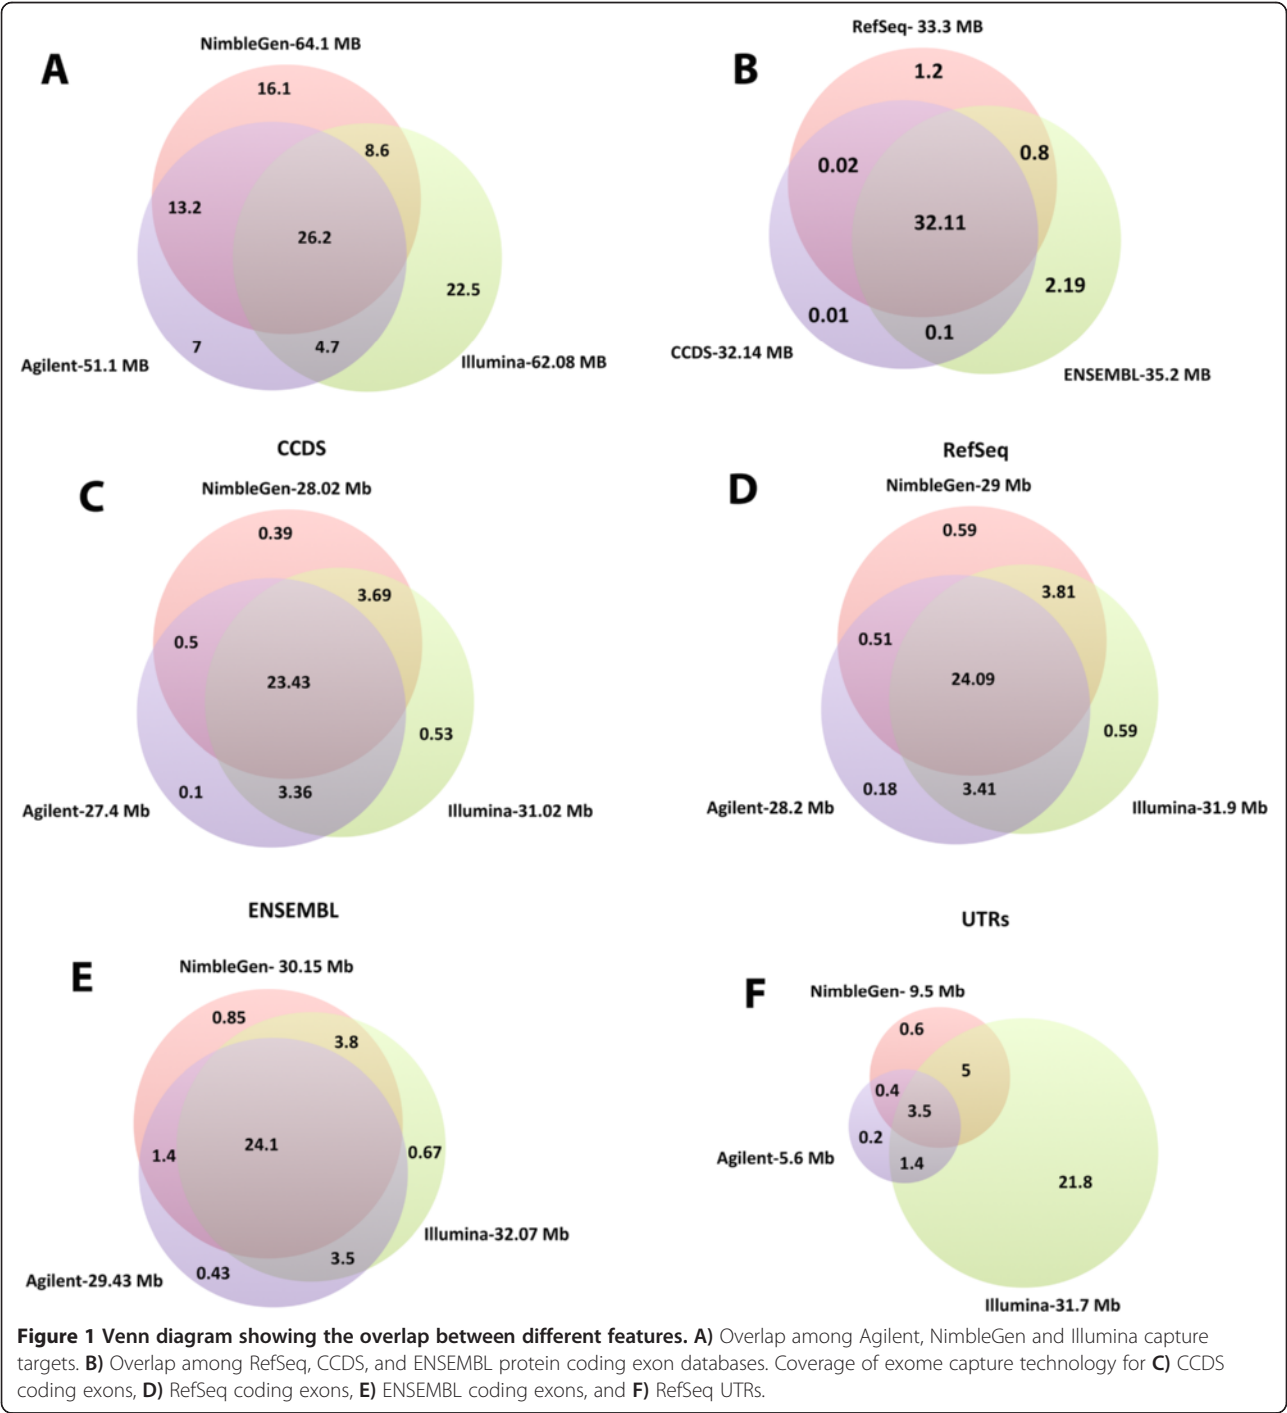 A
NimbleGen-64.1 MB
16.1
8.6
13.2
26.2
22.5
7
4.7
Agilent-51.1 MB
Illumina-62.08 MB
B
RefSeq- 33.3 MB
1.2
0.02
0.8
32.11
2.19
0.01
0.1
CCDS-32.14 MB
ENSEMBL-35.2 MB
CCDS
C
NimbleGen-28.02 Mb
0.39
3.69
0.5
23.43
0.53
0.1
3.36
Agilent-27.4 Mb
Illumina-31.02 Mb
RefSeq
D
NimbleGen-29 Mb
0.59
3.81
0.51
24.09
0.59
0.18
3.41
Agilent-28.2 Mb
Illumina-31.9 Mb
ENSEMBL
E
NimbleGen- 30.15 Mb
0.85
3.8
1.4
24.1
0.67
3.5
0.43
Illumina-32.07 Mb
Agilent-29.43 Mb
UTRs
F
NimbleGen- 9.5 Mb
0.6
5
0.4
3.5
0.2
1.4
Agilent-5.6 Mb
21.8
Illumina-31.7 Mb
Figure 1 Venn diagram showing the overlap between different features. A) Overlap among Agilent, NimbleGen and Illumina capture
targets. B) Overlap among RefSeq, CCDS, and ENSEMBL protein coding exon databases. Coverage of exome capture technology for C) CCDS
coding exons, D) RefSeq coding exons, E) ENSEMBL coding exons, and F) RefSeq UTRs.